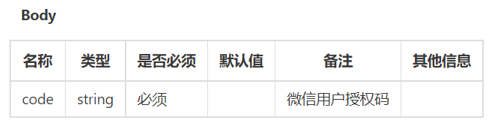 Body
名称 类型 是否必须 默认值 备注 其他信息
code string 必须 微信用户授权码